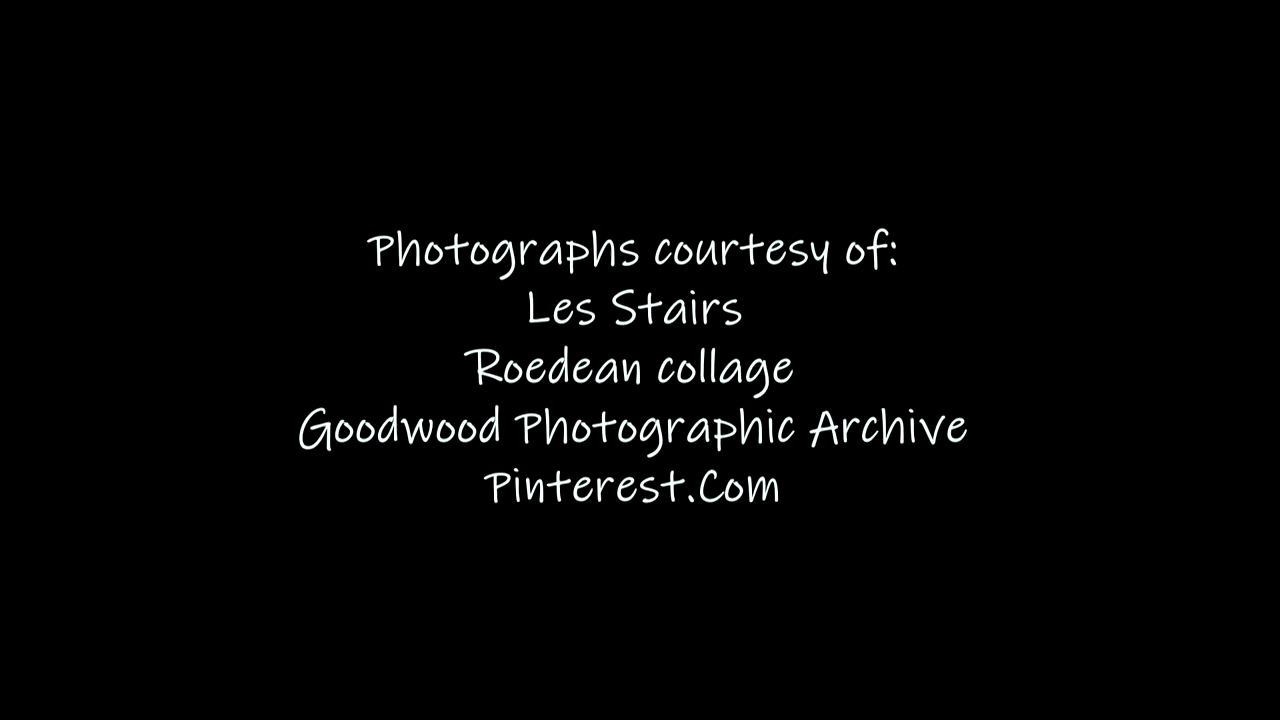 Photographs courtesy of:
Les Stairs
Roedean collage
Goodwood Photographic Archive
Pinterest.Com